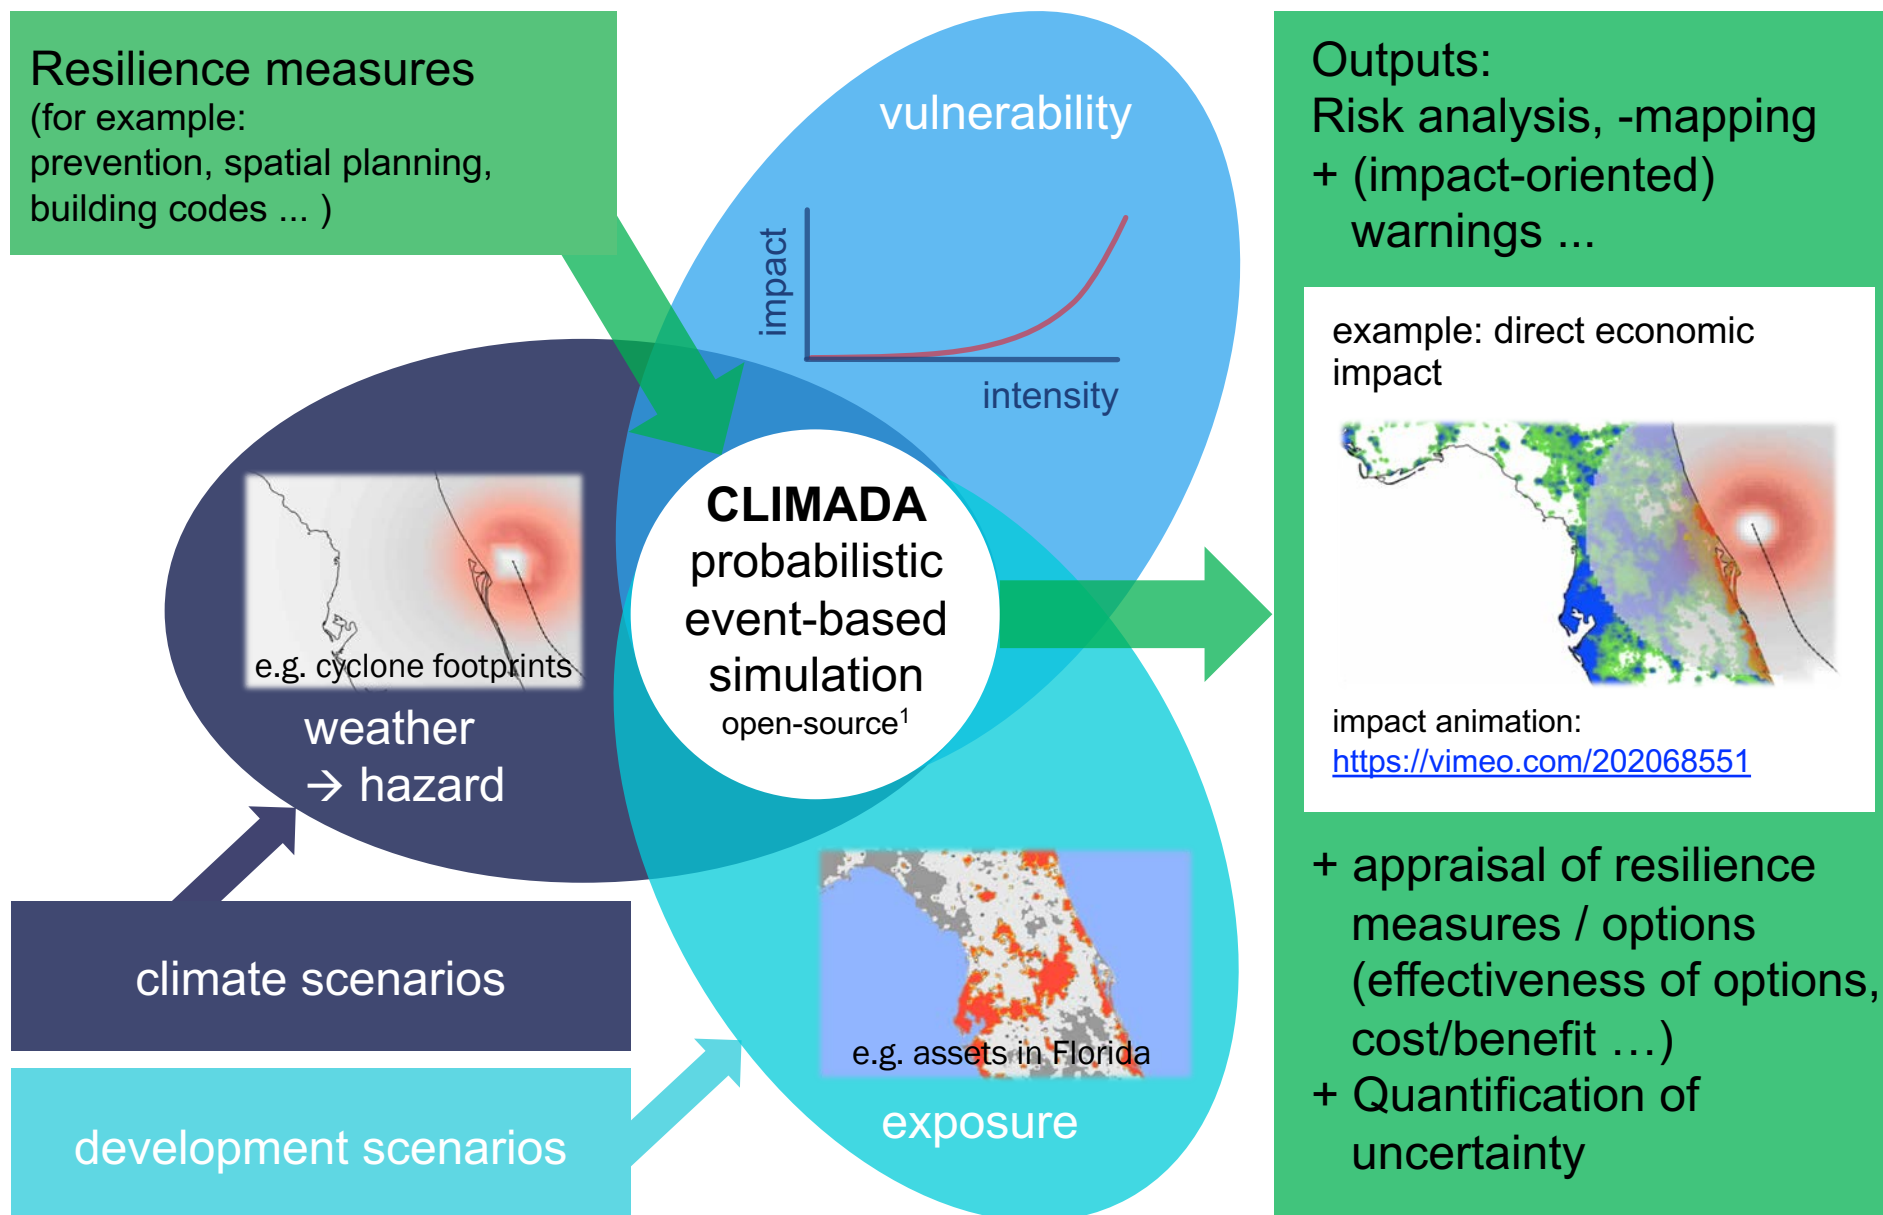 Resilience measures
(for example:
prevention, spatial planning,
building codes ... )
vulnerability
impact
intensity
CLIMADA
probabilistic
event-based
simulation
open-source¹
e.g. cyclone footprints
weather
→ hazard
climate scenarios
development scenarios
e.g. assets in Florida
exposure
Outputs:
Risk analysis, -mapping
+ (impact-oriented)
warnings ...
example: direct economic
impact
impact animation:
https://vimeo.com/202068551
+ appraisal of resilience
measures / options
(effectiveness of options,
cost/benefit …)
+ Quantification of
uncertainty